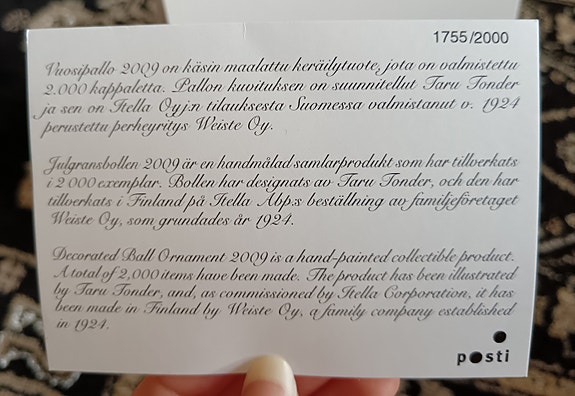 1755/2000
Vuosipallo 2009 on käsin maalattu keräilytuote, jota on valmistettu
2.000 kappaletta. Pallon kuvituksen on suunnitellut Taru Tonder
ja sen on Itella Oyj:n tilauksesta Suomessa valmistanut v. 1924
perustettu perheyritys Weiste Oy.
Julgransbollen 2009 är en handmålad samlarprodukt som har tillverkats
i 2 000 exemplar. Bollen har designats av Taru Tonder, och den har
tillverkats i Finland på Itella Abp:s beställning av familjeföretaget
Weiste Oy, som grundades år 1924.
Decorated Ball Ornament 2009 is a hand-painted collectible product.
A total of 2,000 items have been made. The product has been illustrated
by Taru Tonder, and, as commissioned by Itella Corporation, it has
been made in Finland by Weiste Oy, a family company established
in 1924.
posti